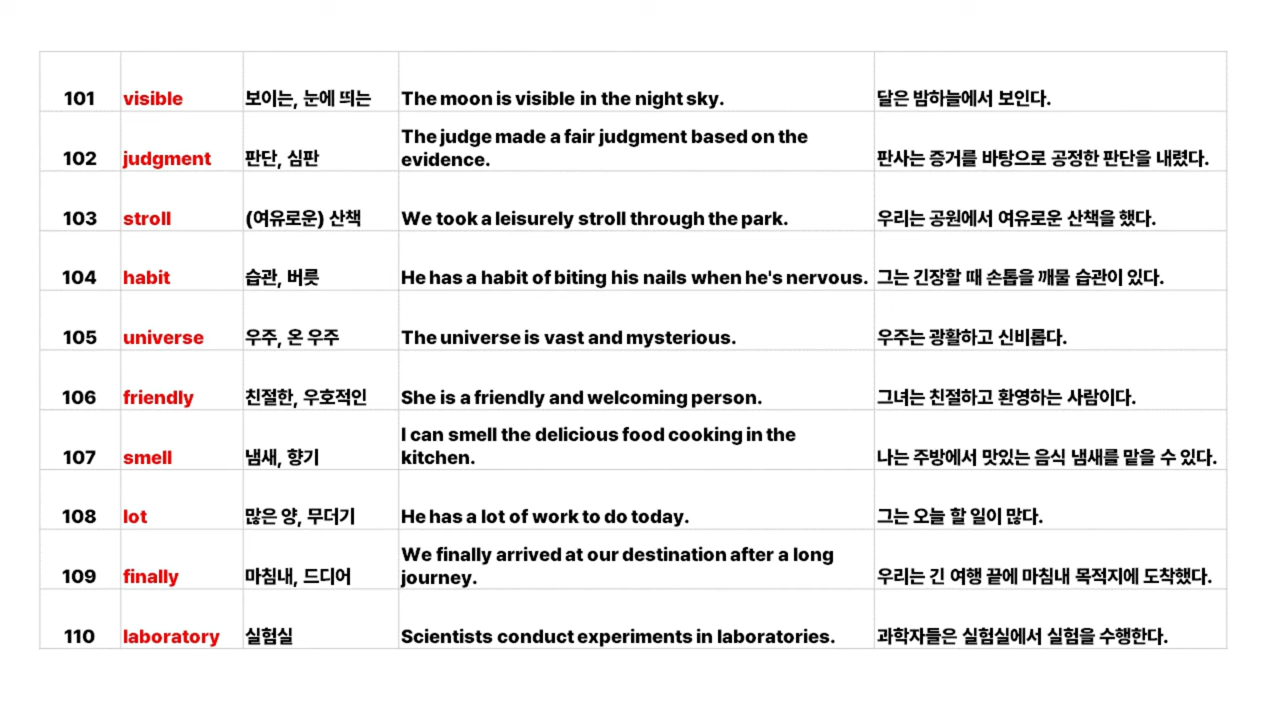 101 visible 보이는, 눈에 띄는 The moon is visible in the night sky. 달은 밤하늘에서 보인다.
102 judgment 판단, 심판 The judge made a fair judgment based on the
evidence. 판사는 증거를 바탕으로 공정한 판단을 내렸다.
103 stroll (여유로운) 산책 We took a leisurely stroll through the park. 우리는 공원에서 여유로운 산책을 했다.
104 habit 습관, 버릇 He has a habit of biting his nails when he's nervous. 그는 긴장할 때 손톱을 깨물 습관이 있다.
105 universe 우주, 온 우주 The universe is vast and mysterious. 우주는 광활하고 신비롭다.
106 friendly 친절한, 우호적인 She is a friendly and welcoming person. 그녀는 친절하고 환영하는 사람이다.
107 smell 냄새, 향기 I can smell the delicious food cooking in the
kitchen. 나는 주방에서 맛있는 음식 냄새를 맡을 수 있다.
108 lot 많은 양, 무더기 He has a lot of work to do today. 그는 오늘 할 일이 많다.
109 finally 마침내, 드디어 We finally arrived at our destination after a long
journey. 우리는 긴 여행 끝에 마침내 목적지에 도착했다.
110 laboratory 실험실 Scientists conduct experiments in laboratories. 과학자들은 실험실에서 실험을 수행한다.